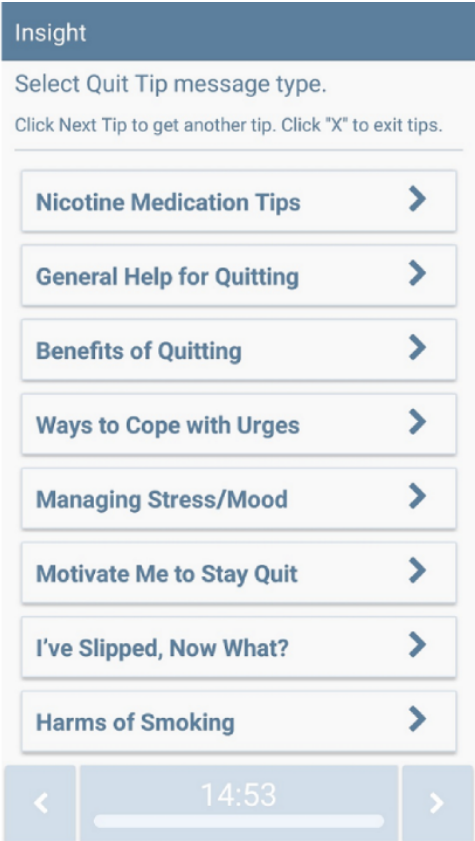 Insight
Select Quit Tip message type.
Click Next Tip to get another tip. Click "X" to exit tips.
Nicotine Medication Tips
General Help for Quitting
Benefits of Quitting
Ways to Cope with Urges
Managing Stress/Mood
Motivate Me to Stay Quit
I've Slipped, Now What?
Harms of Smoking
14:53